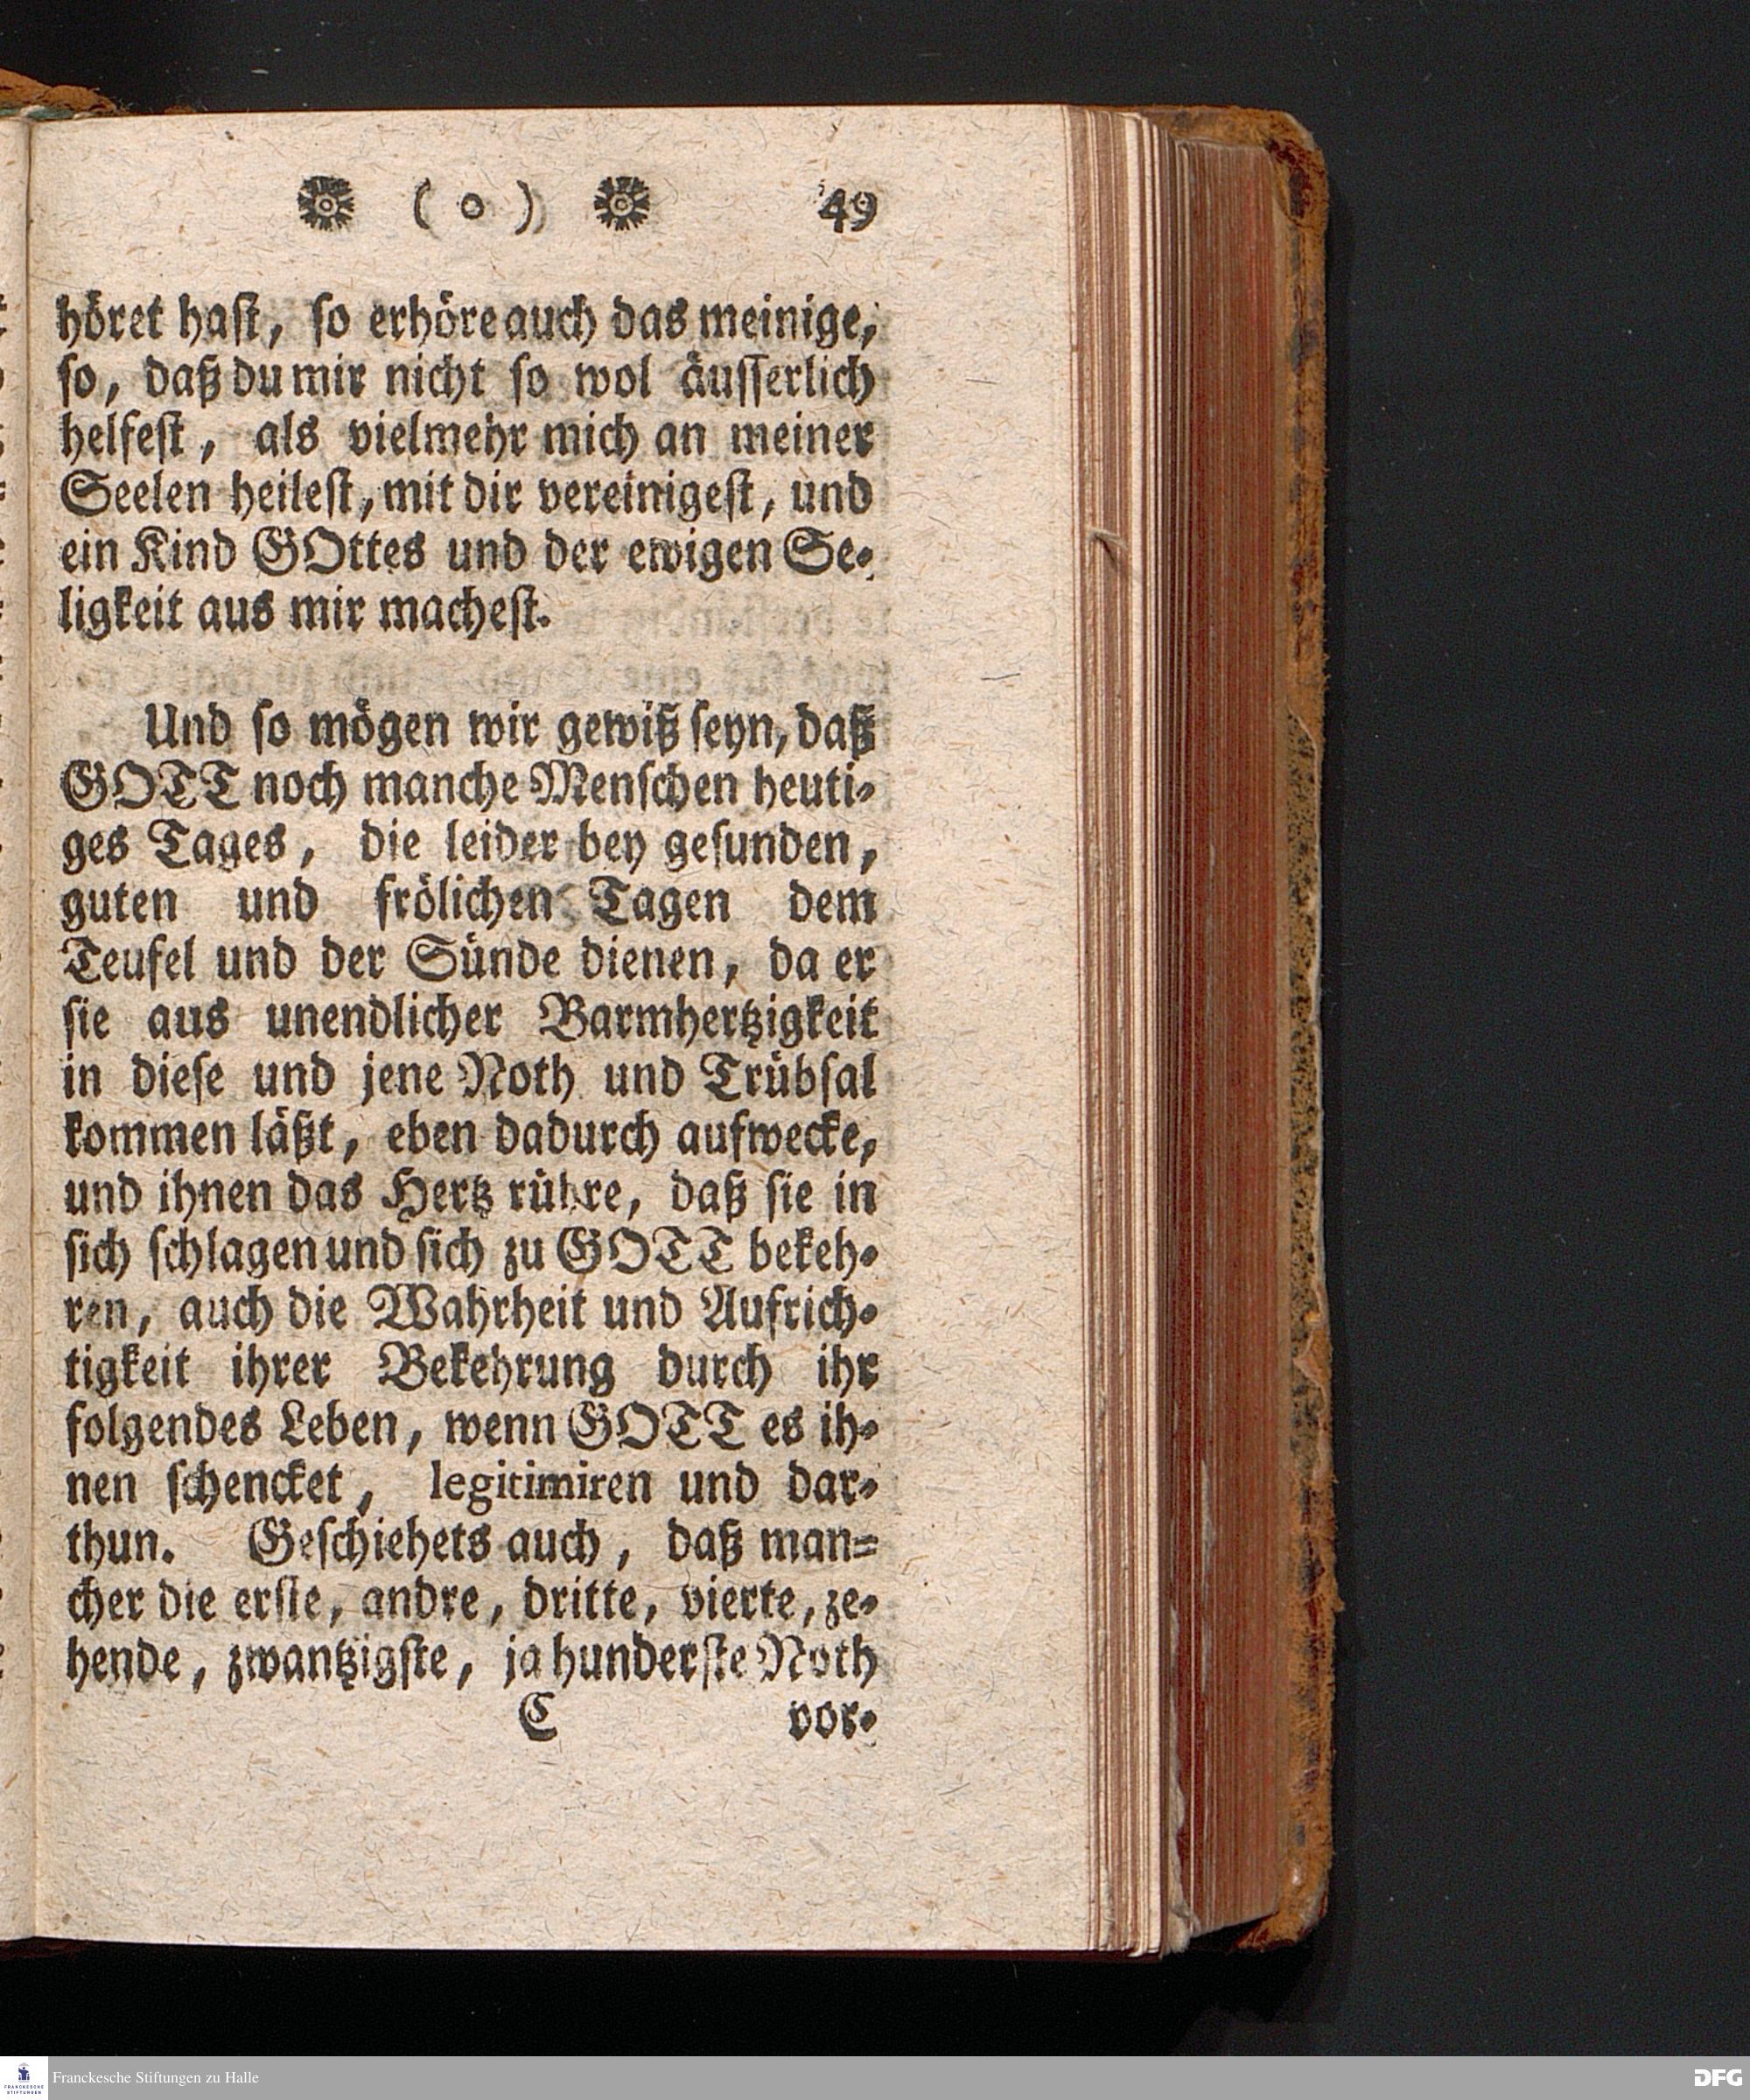 ( o ) 49
höret hast, so erhöre auch das meinige,
so, daß du mir nicht so wol äusserlich
helfest, als vielmehr mich an meiner
Seelen heilest, mit dir vereinigest, und
ein Kind GOttes und der ewigen Se-
ligkeit aus mir machest.
Und so mögen wir gewiß seyn, daß
GOTT noch manche Menschen heuti-
ges Tages, die leider bey gesunden,
guten und frölichen Tagen dem
Teufel und der Sünde dienen, da er
sie aus unendlicher Barmhertzigkeit
in diese und jene Noth und Trübsal
kommen läßt, eben dadurch aufwecke,
und ihnen das Hertz rühre, daß sie in
sich schlagen und sich zu GOTT bekeh-
ren, auch die Wahrheit und Aufrich-
tigkeit ihrer Bekehrung durch ihr
folgendes Leben, wenn GOTT es ih-
nen schencket, legitimiren und dar-
thun. Geschiehets auch, daß man-
cher die erste, andre, dritte, vierte, ze-
hende, zwantzigste, ja hunderste Noth
C vor-
FRANCKESCHE STIFTUNGEN
Franckesche Stiftungen zu Halle
DFG